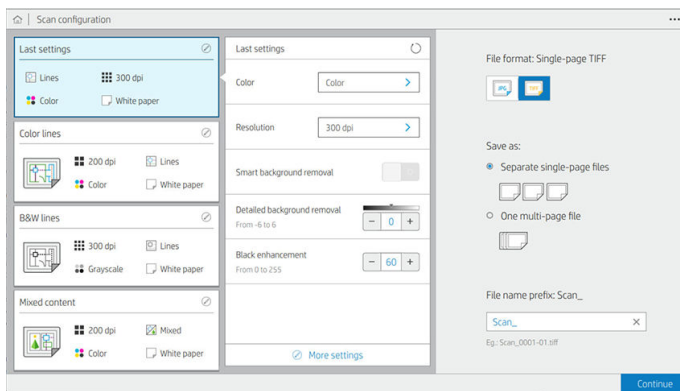 Scan configuration
Last settings
Lines
300 dpi
Color
White paper
Color lines
200 dpi
Lines
Color
White paper
B&W lines
300 dpi
Lines
Grayscale
White paper
Mixed content
200 dpi
Mixed
Color
White paper
Last settings
Color
Color
Resolution
300 dpi
Smart background removal
Detailed background removal
From -6 to 6
- 0 +
Black enhancement
From 0 to 255
- 60 +
More settings
File format: Single-page TIFF
JPG
TIFF
Save as:
Separate single-page files
One multi-page file
File name prefix: Scan_
Scan_
Eg.: Scan_0001-01.tiff
Continue